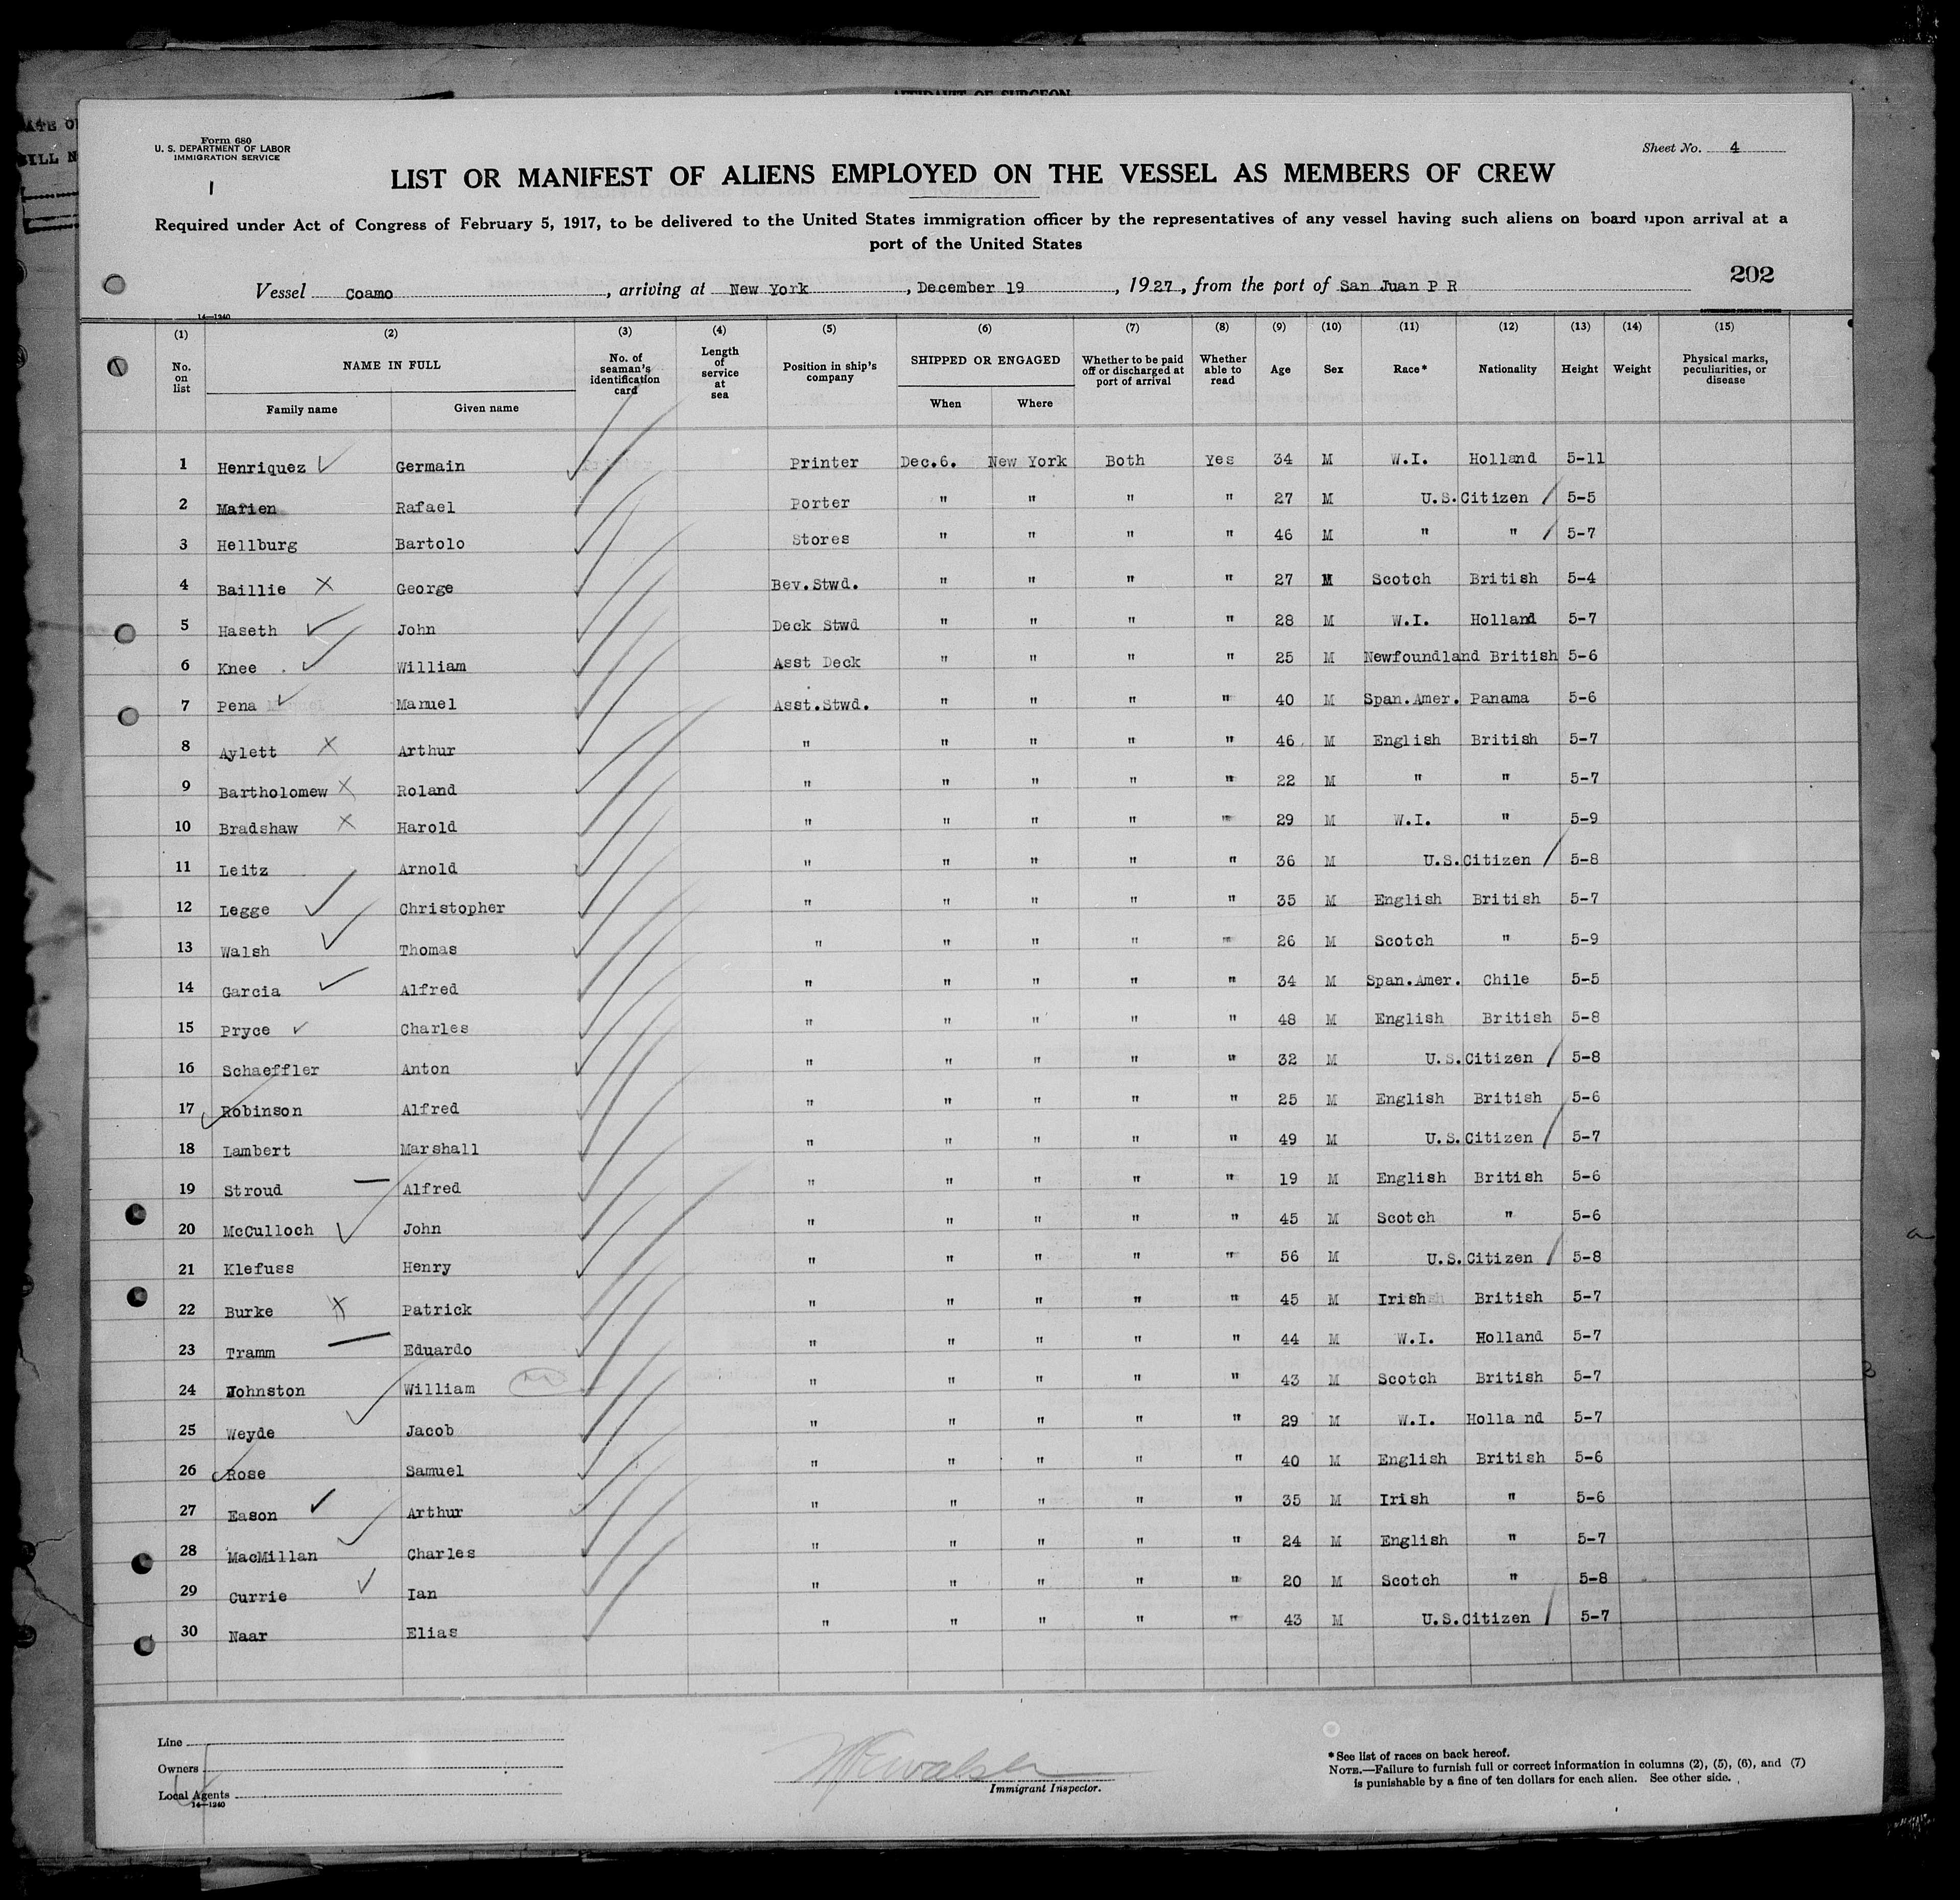 AFFIDAVIT OF SURGEON
Form 680
U. S. DEPARTMENT OF LABOR
IMMIGRATION SERVICE
1
Sheet No. 4
LIST OR MANIFEST OF ALIENS EMPLOYED ON THE VESSEL AS MEMBERS OF CREW
Required under Act of Congress of February 5, 1917, to be delivered to the United States immigration officer by the representatives of any vessel having such aliens on board upon arrival at a
port of the United States
202
Vessel Coamo, arriving at New York, December 19, 1927, from the port of San Juan P R
14—1240
(1) (2) (3) (4) (5) (6) (7) (8) (9) (10) (11) (12) (13) (14) (15)
No. on list NAME IN FULL Family name Given name No. of seaman's identification card Length of service at sea Position in ship's company SHIPPED OR ENGAGED When Where Whether to be paid off or discharged at port of arrival Whether able to read Age Sex Race* Nationality Height Weight Physical marks, peculiarities, or disease
1 Henriquez Germain Printer Dec.6. New York Both Yes 34 M W.I. Holland 5-11
2 Marien Rafael Porter " " " " 27 M U.S.Citizen 5-5
3 Hellburg Bartolo Stores " " " " 46 M " " 5-7
4 Baillie George Bev.Stwd. " " " " 27 M Scotch British 5-4
5 Haseth John Deck Stwd " " " " 28 M W.I. Holland 5-7
6 Knee William Asst Deck " " " " 25 M Newfoundland British 5-6
7 Pena Manuel Asst.Stwd. " " " " 40 M Span.Amer. Panama 5-6
8 Aylett Arthur " " " " " 46 M English British 5-7
9 Bartholomew Roland " " " " " 22 M " " 5-7
10 Bradshaw Harold " " " " " 29 M W.I. " 5-9
11 Leitz Arnold " " " " " 36 M U.S.Citizen 5-8
12 Legge Christopher " " " " " 35 M English British 5-7
13 Walsh Thomas " " " " " 26 M Scotch " 5-9
14 Garcia Alfred " " " " " 34 M Span.Amer. Chile 5-5
15 Pryce Charles " " " " " 48 M English British 5-8
16 Schaeffler Anton " " " " " 32 M U.S.Citizen 5-8
17 Robinson Alfred " " " " " 25 M English British 5-6
18 Lambert Marshall " " " " " 49 M U.S.Citizen 5-7
19 Stroud Alfred " " " " " 19 M English British 5-6
20 McCulloch John " " " " " 45 M Scotch " 5-6
21 Klefuss Henry " " " " " 56 M U.S.Citizen 5-8
22 Burke Patrick " " " " " 45 M Irish British 5-7
23 Tramm Eduardo " " " " " 44 M W.I. Holland 5-7
24 Johnston William " " " " " 43 M Scotch British 5-7
25 Weyde Jacob " " " " " 29 M W.I. Holla nd 5-7
26 Rose Samuel " " " " " 40 M English British 5-6
27 Eason Arthur " " " " " 35 M Irish " 5-6
28 MacMillan Charles " " " " " 24 M English " 5-7
29 Currie Ian " " " " " 20 M Scotch " 5-8
30 Naar Elias " " " " " 43 M U.S.Citizen 5-7
Line
Owners
Local Agents
14—1240
Immigrant Inspector.
*See list of races on back hereof.
NOTE.—Failure to furnish full or correct information in columns (2), (5), (6), and (7)
is punishable by a fine of ten dollars for each alien. See other side.